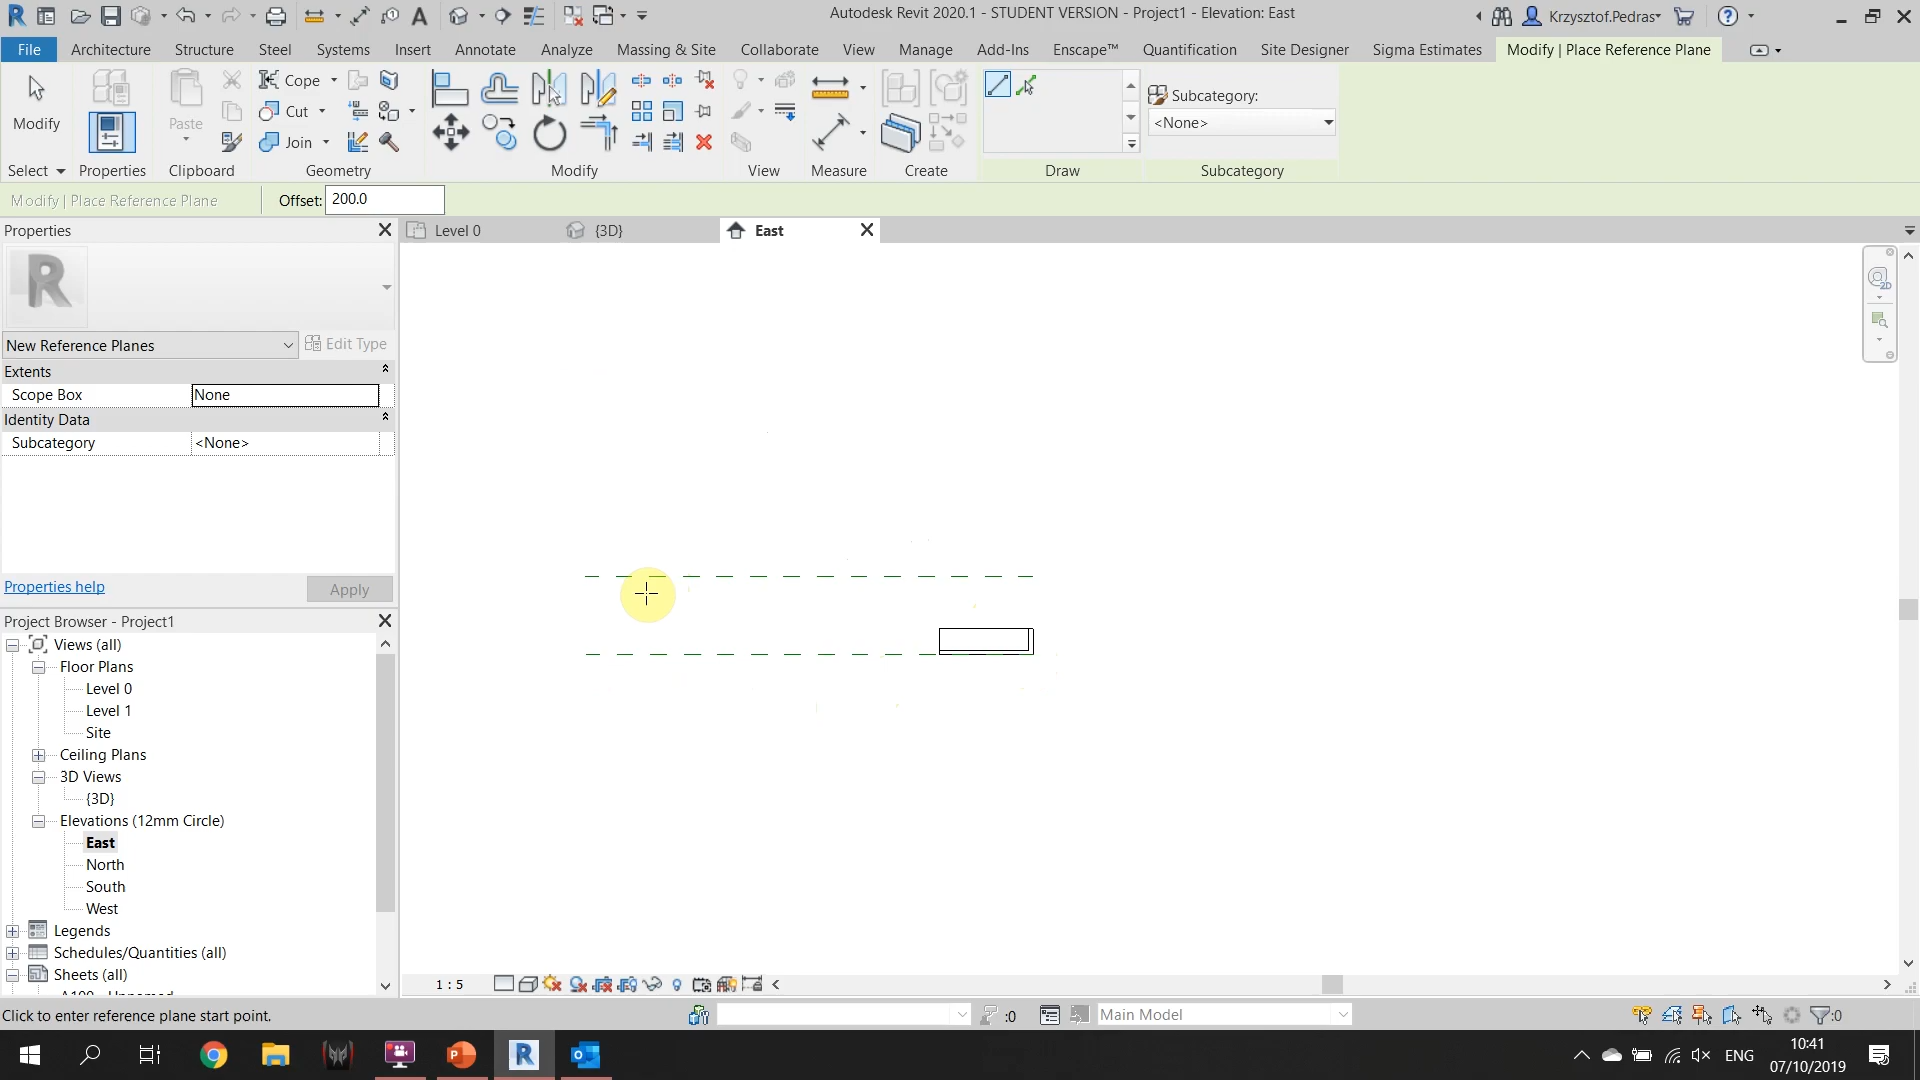 Autodesk Revit 2020.1 - STUDENT VERSION - Project1 - Elevation: East
Krzysztof.Pedras
File
Architecture
Structure
Steel
Systems
Insert
Annotate
Analyze
Massing & Site
Collaborate
View
Manage
Add-Ins
Enscape™
Quantification
Site Designer
Sigma Estimates
Modify | Place Reference Plane
Modify
Paste
Cope
Cut
Join
Subcategory:
<None>
Select
Properties
Clipboard
Geometry
Modify
View
Measure
Create
Draw
Subcategory
Modify | Place Reference Plane
Offset:
200.0
Properties
Level 0
{3D}
East
New Reference Planes
Edit Type
Extents
Scope Box
None
Identity Data
Subcategory
<None>
Properties help
Apply
Project Browser - Project1
Views (all)
Floor Plans
Level 0
Level 1
Site
Ceiling Plans
3D Views
{3D}
Elevations (12mm Circle)
East
North
South
West
Legends
Schedules/Quantities (all)
Sheets (all)
1 : 5
Click to enter reference plane start point.
:0
Main Model
:0
ENG
10:41
07/10/2019